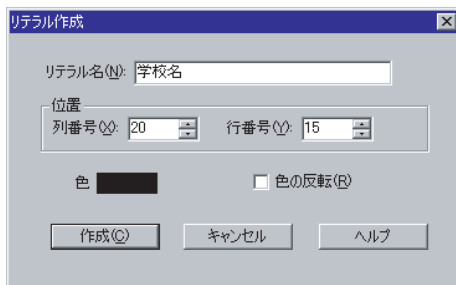 リテラル作成
リテラル名(N): 学校名
位置
列番号(X): 20 行番号(Y): 15
色 色の反転(R)
作成(C) キャンセル ヘルプ